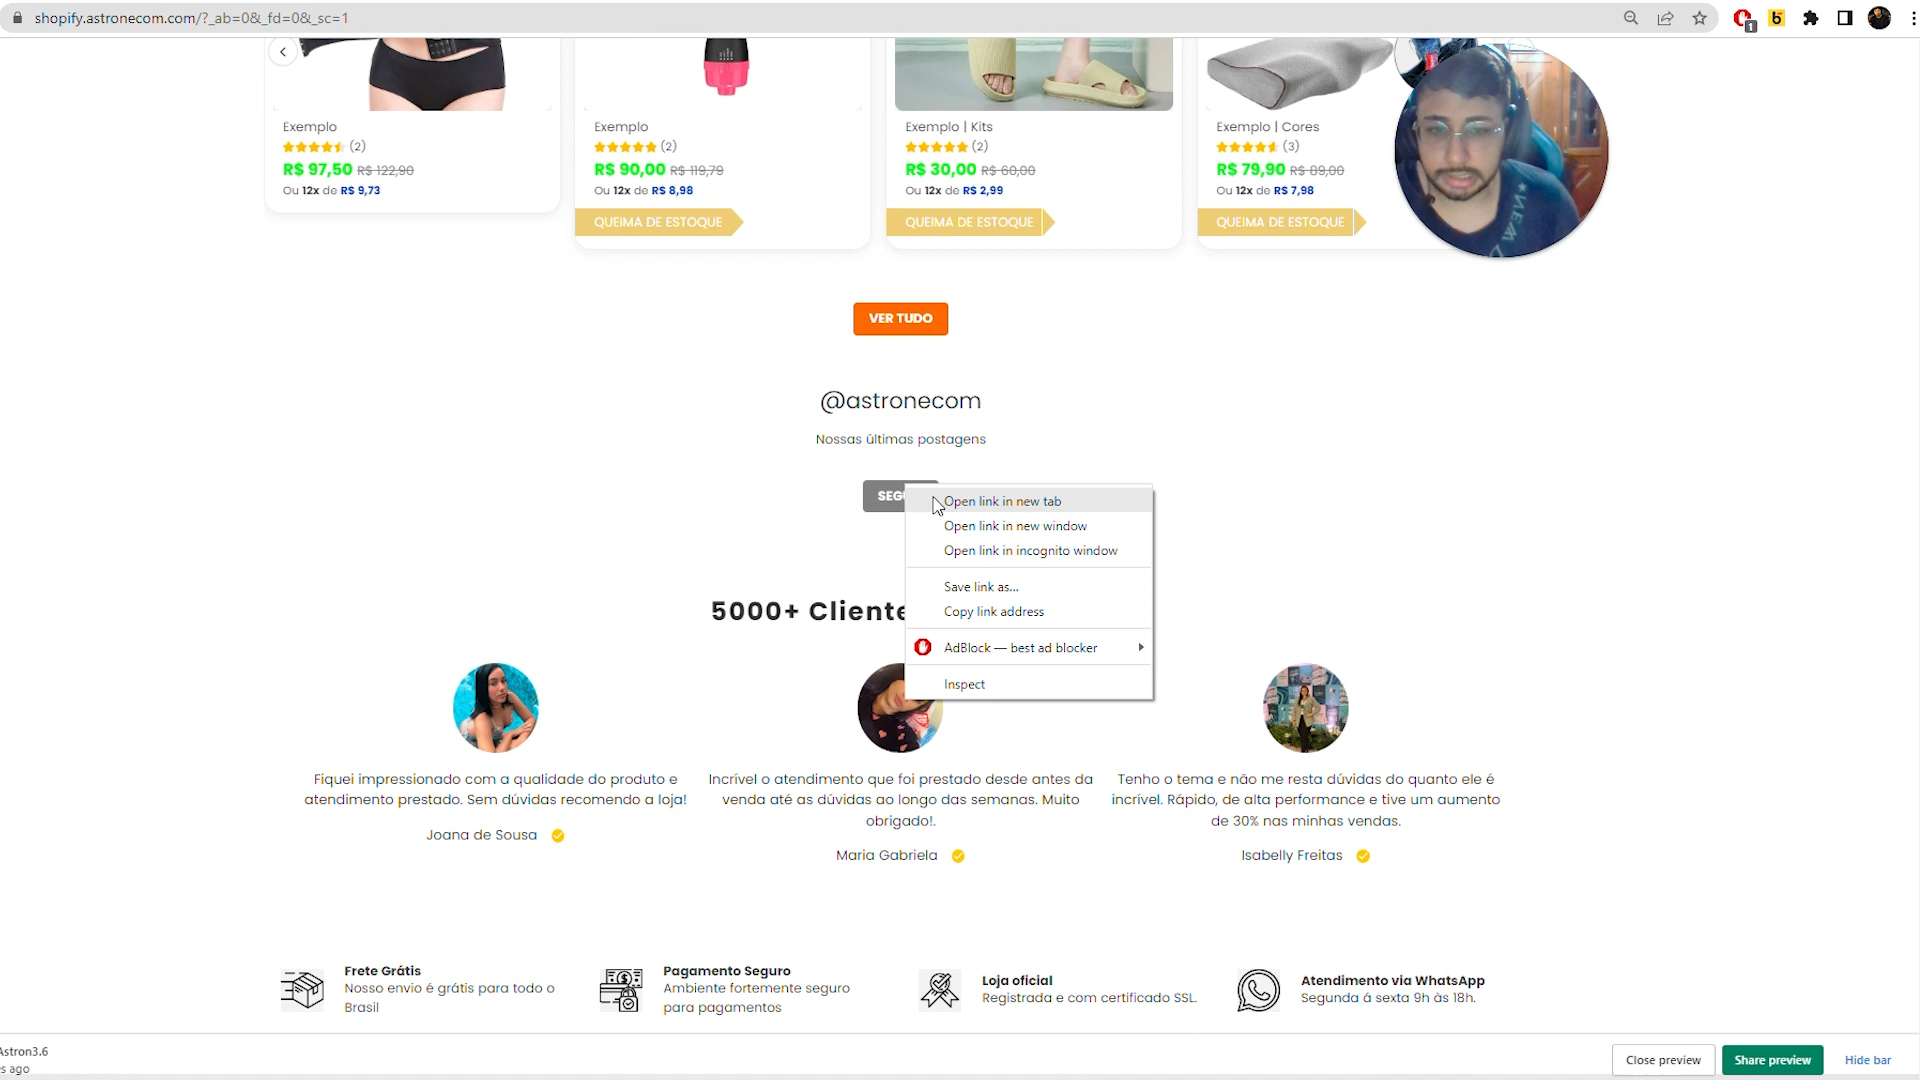 shopify.astronecom.com/?_ab=0&_fd=0&_sc=1
1
Exemplo
(2)
R$ 97,50 R$ 122,90
Ou 12x de R$ 9,73
Exemplo
(2)
R$ 90,00 R$ 119,79
Ou 12x de R$ 8,98
QUEIMA DE ESTOQUE
Exemplo | Kits
(2)
R$ 30,00 R$ 60,00
Ou 12x de R$ 2,99
QUEIMA DE ESTOQUE
Exemplo | Cores
(3)
R$ 79,90 R$ 89,00
Ou 12x de R$ 7,98
QUEIMA DE ESTOQUE
VER TUDO
@astronecom
Nossas últimas postagens
SEGU
Open link in new tab
Open link in new window
Open link in incognito window
Save link as...
Copy link address
AdBlock — best ad blocker
Inspect
5000+ Cliente
Fiquei impressionado com a qualidade do produto e
atendimento prestado. Sem dúvidas recomendo a loja!
Joana de Sousa
Incrível o atendimento que foi prestado desde antes da
venda até as dúvidas ao longo das semanas. Muito
obrigado!.
Maria Gabriela
Tenho o tema e não me resta dúvidas do quanto ele é
incrível. Rápido, de alta performance e tive um aumento
de 30% nas minhas vendas.
Isabelly Freitas
Frete Grátis
Nosso envio é grátis para todo o
Brasil
Pagamento Seguro
Ambiente fortemente seguro
para pagamentos
Loja oficial
Registrada e com certificado SSL.
Atendimento via WhatsApp
Segunda á sexta 9h às 18h.
Astron3.6
s ago
Close preview
Share preview
Hide bar